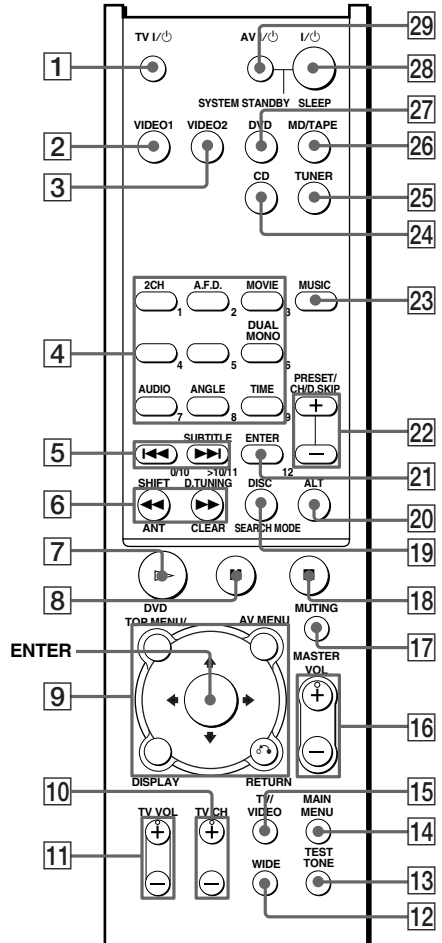 TV I/⏻ AV I/⏻ I/⏻ 29
1 28
SYSTEM STANDBY SLEEP
27
VIDEO1 VIDEO2 DVD MD/TAPE
2 26
3 CD TUNER 25
24
2CH A.F.D. MOVIE MUSIC
1 2 3 23
DUAL
MONO
4 4 5 6
PRESET/
CH/D.SKIP
AUDIO ANGLE TIME
7 8 9 +
22
SUBTITLE ENTER −
5 21
0/10 >10/11 12
SHIFT D.TUNING DISC ALT
6 20
ANT CLEAR SEARCH MODE
19
7
8 18
DVD MUTING
TOP MENU/ AV MENU 17
ENTER MASTER
VOL
9 +
16
−
DISPLAY RETURN
10 15
TV VOL TV CH TV/
VIDEO MAIN
MENU
11 + + 14
TEST
TONE
− − WIDE 13
12